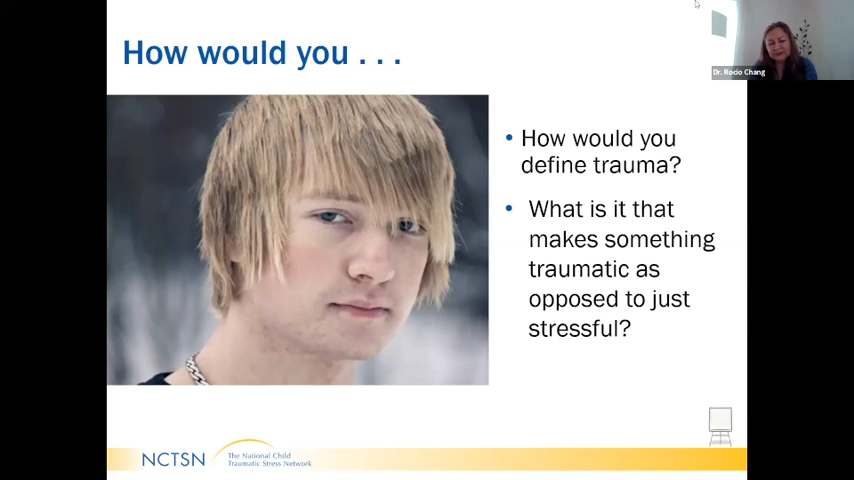 How would you . . .
Dr. Rocio Chang
• How would you
define trauma?
• What is it that
makes something
traumatic as
opposed to just
stressful?
NCTSN
The National Child
Traumatic Stress Network